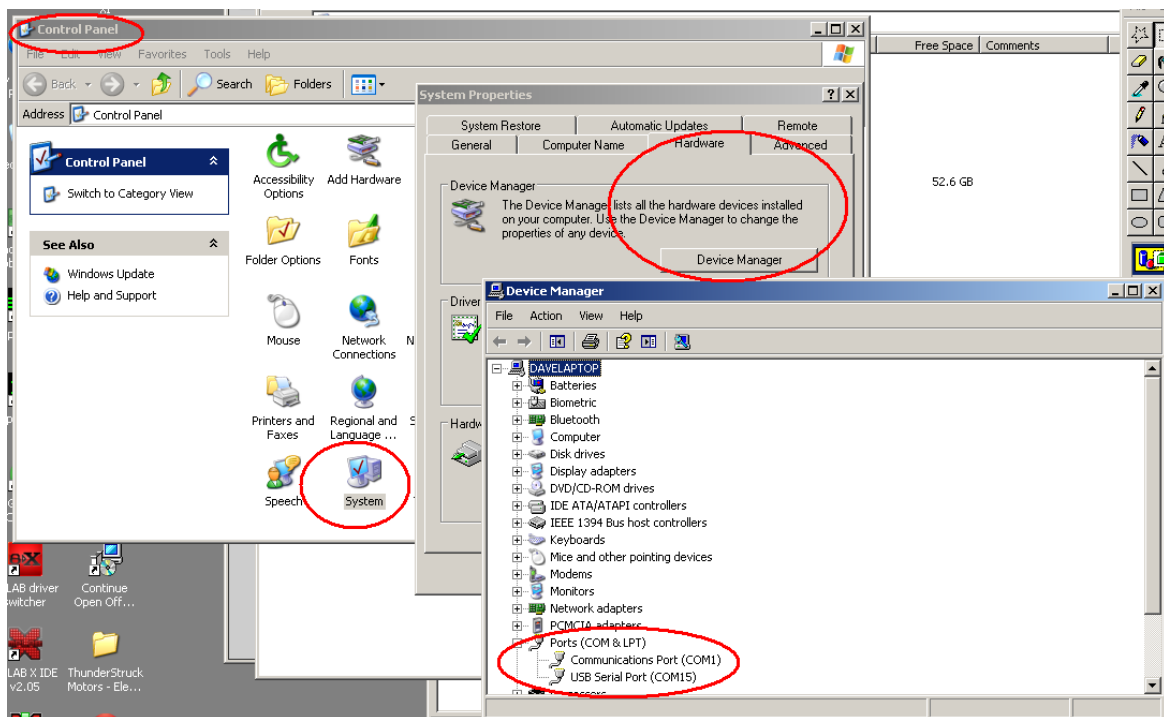 Control Panel
File Edit View Favorites Tools Help
Back Search Folders
Address Control Panel
Control Panel
Switch to Category View
See Also
Windows Update
Help and Support
Accessibility Options
Add Hardware
Folder Options
Fonts
Mouse
Network Connections
N
Printers and Faxes
Regional and Language ...
S
Speech
System
System Properties
System Restore Automatic Updates Remote
General Computer Name Hardware Advanced
Device Manager
The Device Manager lists all the hardware devices installed
on your computer. Use the Device Manager to change the
properties of any device.
Device Manager
Driver
Hardw
Free Space Comments
52.6 GB
Device Manager
File Action View Help
DAVELAPTOP
Batteries
Biometric
Bluetooth
Computer
Disk drives
Display adapters
DVD/CD-ROM drives
IDE ATA/ATAPI controllers
IEEE 1394 Bus host controllers
Keyboards
Mice and other pointing devices
Modems
Monitors
Network adapters
PCMCIA adapters
Ports (COM & LPT)
Communications Port (COM1)
USB Serial Port (COM15)
LAB driver
witcher
Continue
Open Off...
LAB X IDE
v2.05
ThunderStruck
Motors - Ele...